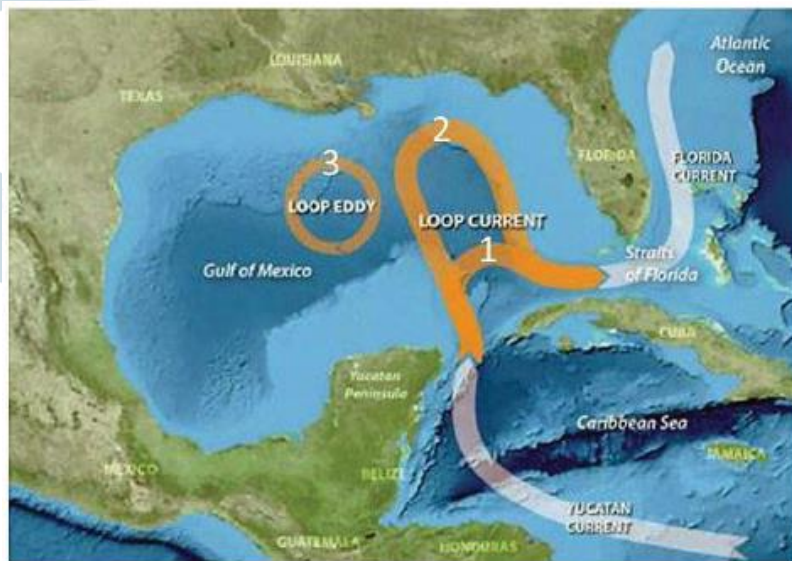 Atlantic
Ocean
LOUISIANA
TEXAS
2
3
FLORIDA
FLORIDA
CURRENT
LOOP EDDY
LOOP CURRENT
1
Straits
of Florida
Gulf of Mexico
CUBA
Yucatan
Peninsula
Caribbean Sea
JAMAICA
MEXICO
BELIZE
YUCATAN
CURRENT
GUATEMALA
HONDURAS